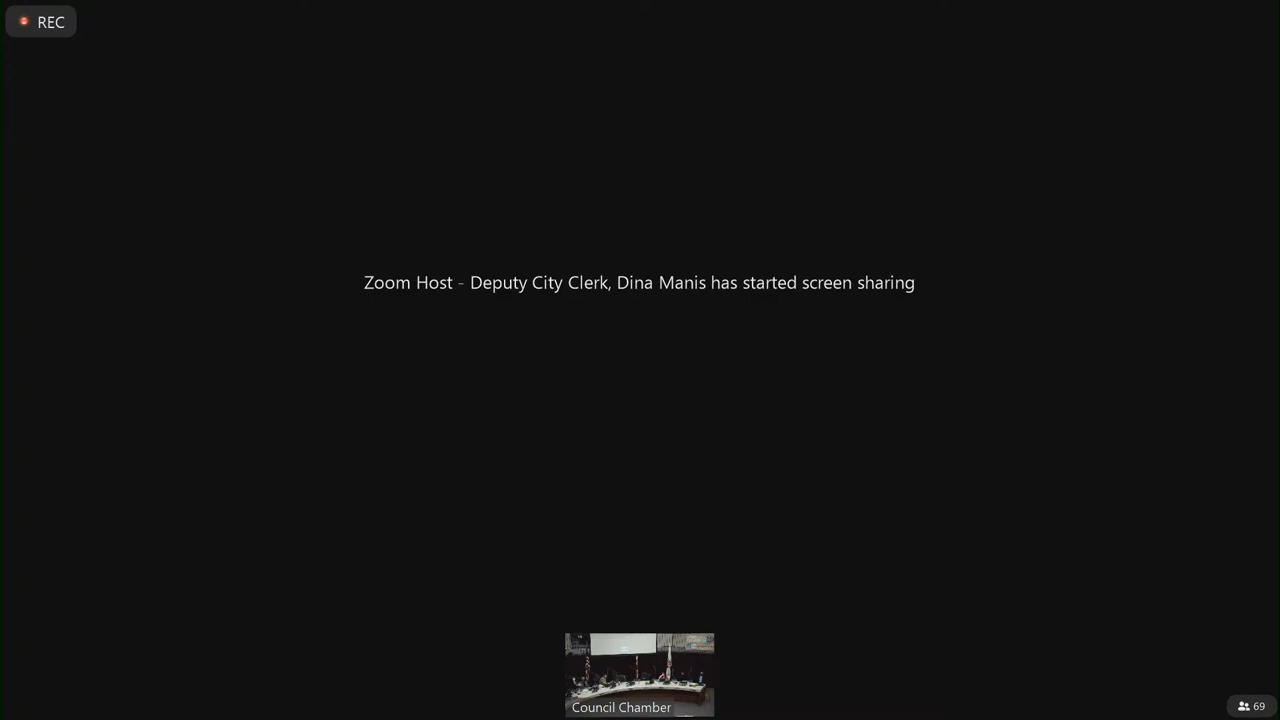 REC
Zoom Host - Deputy City Clerk, Dina Manis has started screen sharing
Council Chamber
69